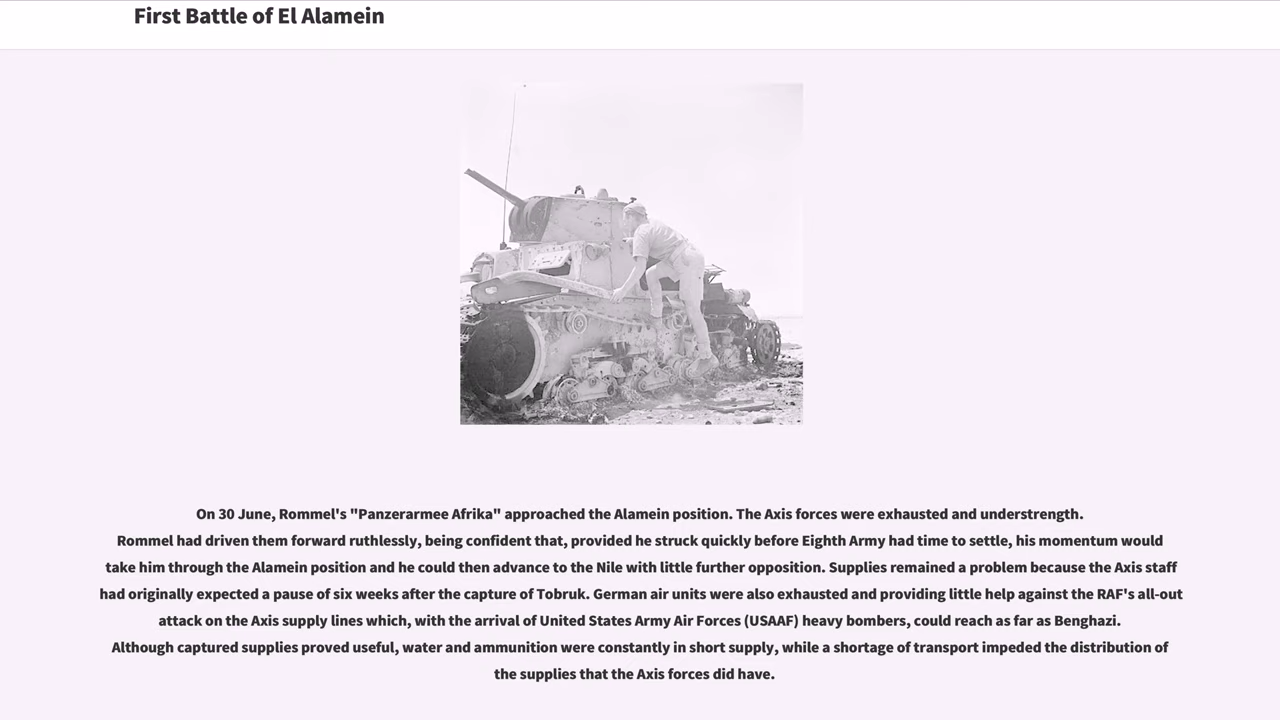 First Battle of El Alamein
On 30 June, Rommel's "Panzerarmee Afrika" approached the Alamein position. The Axis forces were exhausted and understrength.
Rommel had driven them forward ruthlessly, being confident that, provided he struck quickly before Eighth Army had time to settle, his momentum would
take him through the Alamein position and he could then advance to the Nile with little further opposition. Supplies remained a problem because the Axis staff
had originally expected a pause of six weeks after the capture of Tobruk. German air units were also exhausted and providing little help against the RAF's all-out
attack on the Axis supply lines which, with the arrival of United States Army Air Forces (USAAF) heavy bombers, could reach as far as Benghazi.
Although captured supplies proved useful, water and ammunition were constantly in short supply, while a shortage of transport impeded the distribution of
the supplies that the Axis forces did have.